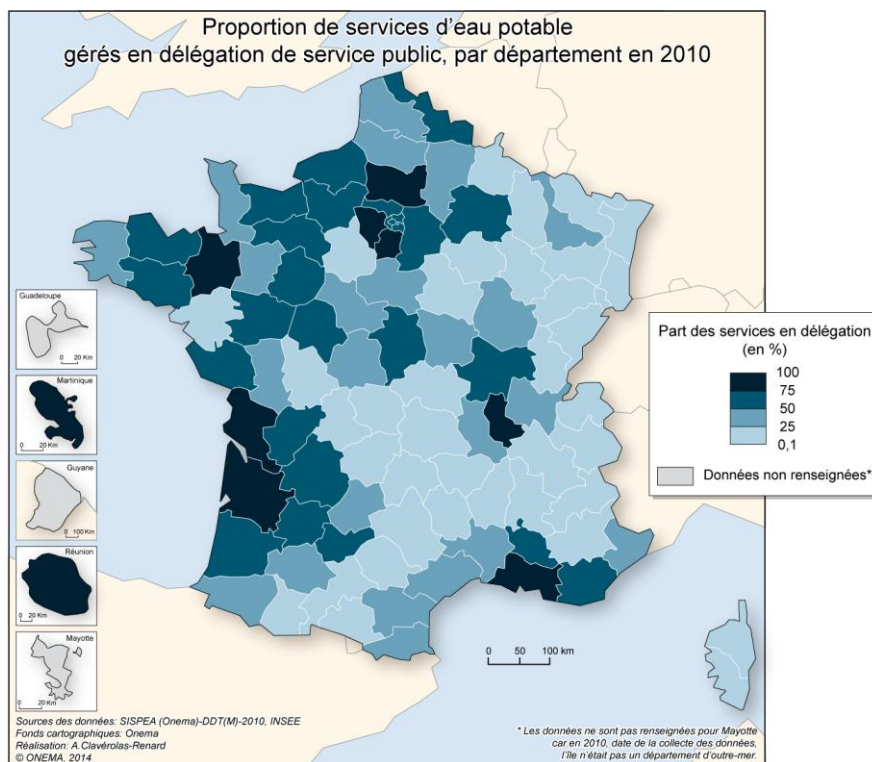 Proportion de services d'eau potable
gérés en délégation de service public, par département en 2010
Guadeloupe
0 20 Km
Martinique
0 20 Km
Guyane
0 100 Km
Réunion
0 20 Km
Mayotte
0 20 Km
Part des services en délégation
(en %)
100
75
50
25
0,1
Données non renseignées*
0 50 100 km
Sources des données: SISPEA (Onema)-DDT(M)-2010, INSEE
Fonds cartographiques: Onema
Réalisation: A.Clavérolas-Renard
© ONEMA, 2014
* Les données ne sont pas renseignées pour Mayotte
car en 2010, date de la collecte des données,
l'île n'était pas un département d'outre-mer.